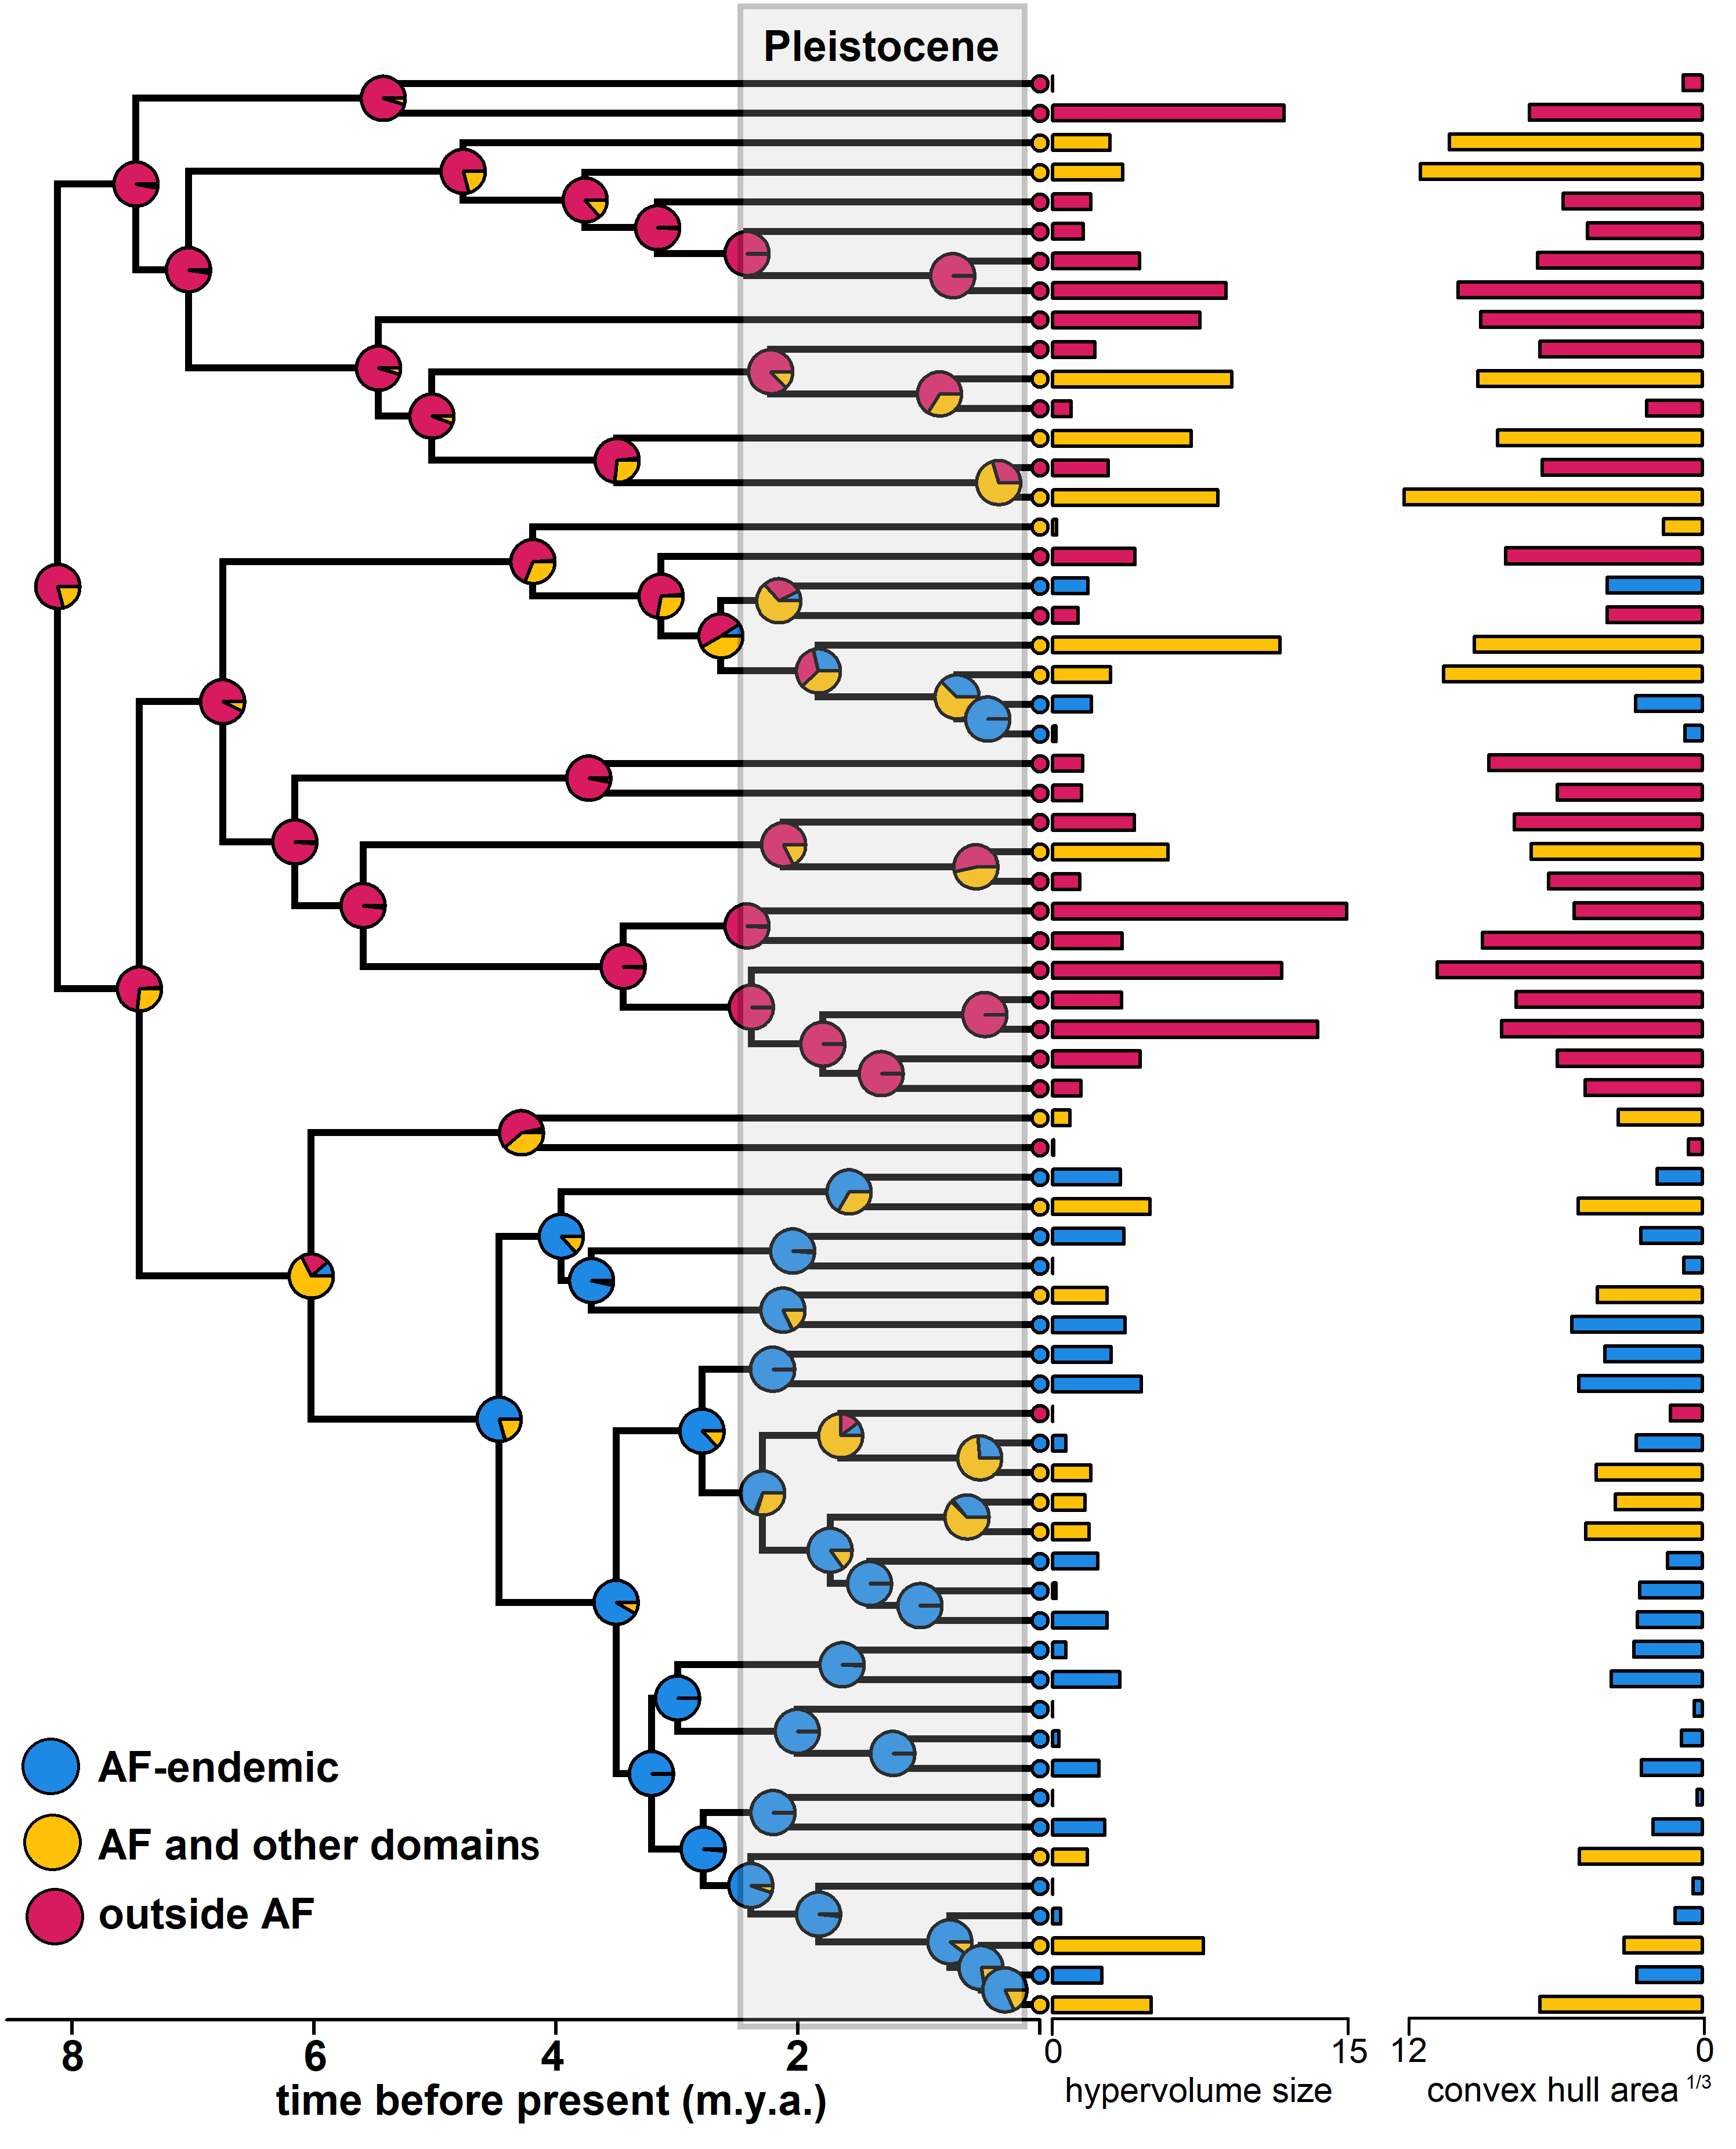 Pleistocene
AF-endemic
AF and other domains
outside AF
8 6 4 2 0 15 12 0
time before present (m.y.a.) hypervolume size convex hull area 1/3